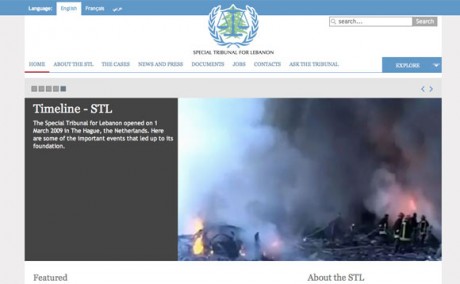 Language: English Français عربي
search... Search
SPECIAL TRIBUNAL FOR LEBANON
HOME ABOUT THE STL THE CASES NEWS AND PRESS DOCUMENTS JOBS CONTACTS ASK THE TRIBUNAL EXPLORE
Timeline - STL
The Special Tribunal for Lebanon opened on 1
March 2009 in The Hague, the Netherlands. Here
are some of the important events that led up to its
foundation.
Featured About the STL